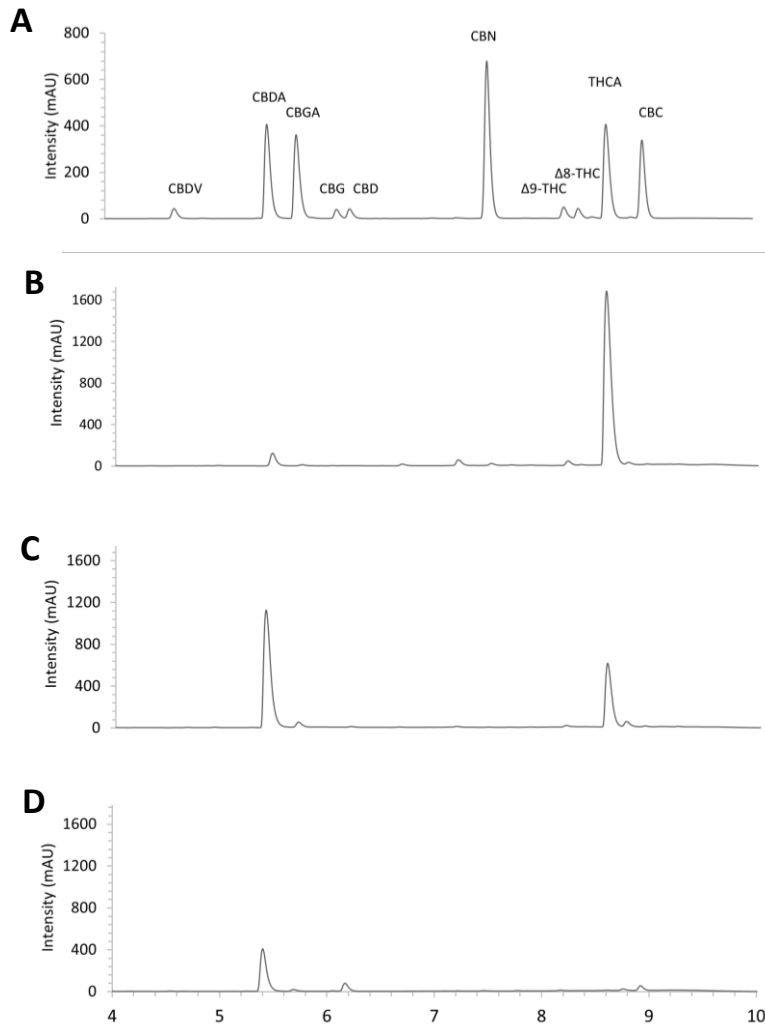 A
Intensity (mAU)
800
600
400
200
0
CBDV
CBDA
CBGA
CBG
CBD
CBN
Δ9-THC
Δ8-THC
THCA
CBC
B
Intensity (mAU)
1600
1200
800
400
0
C
Intensity (mAU)
1600
1200
800
400
0
D
Intensity (mAU)
1600
1200
800
400
0
4 5 6 7 8 9 10